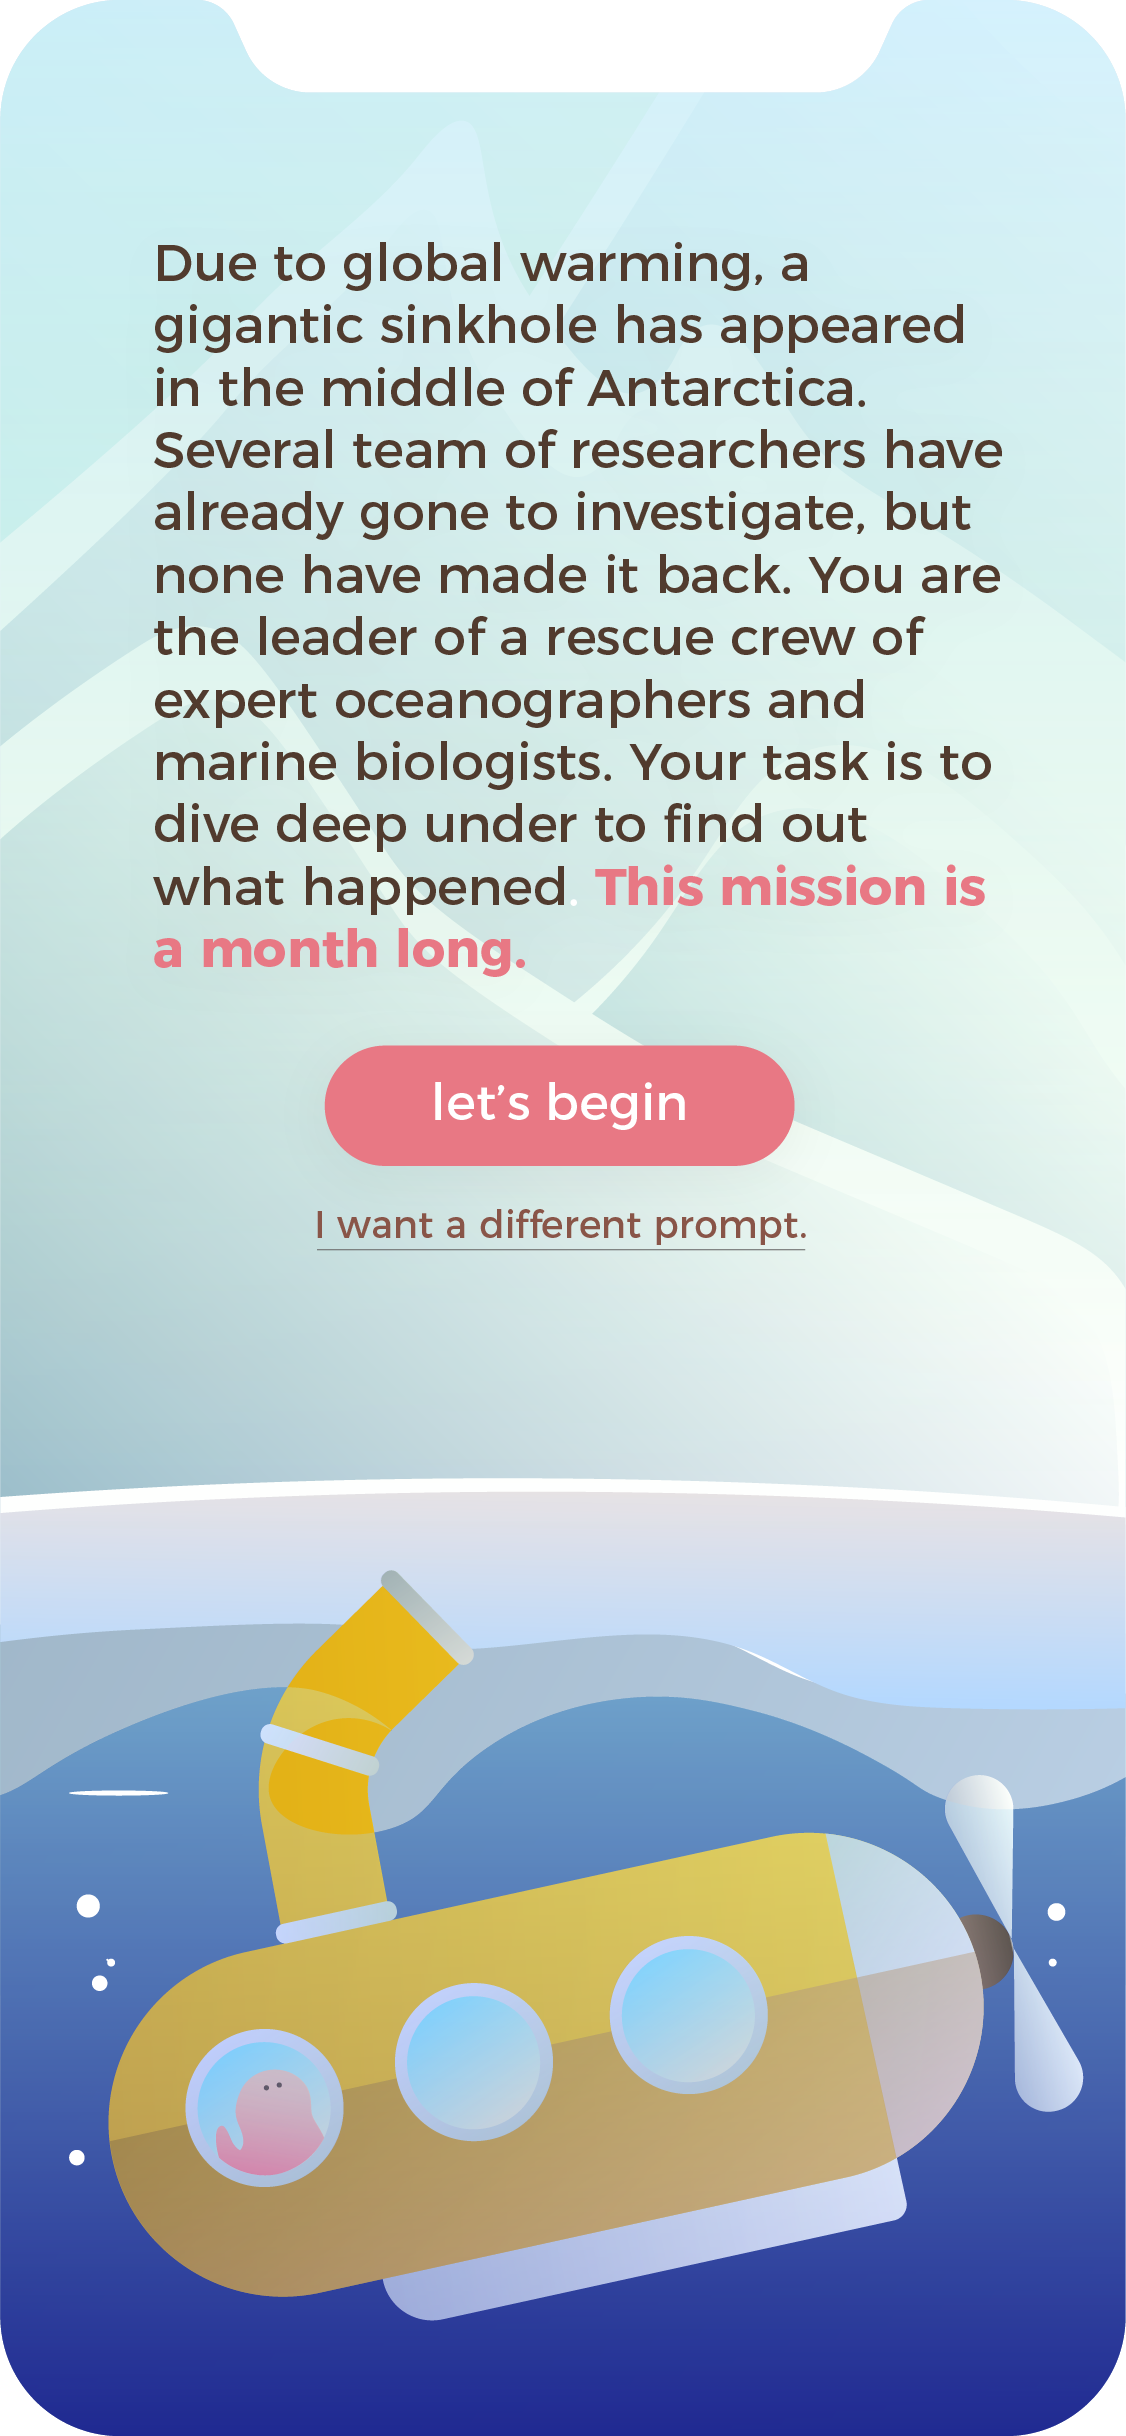 Due to global warming, a
gigantic sinkhole has appeared
in the middle of Antarctica.
Several team of researchers have
already gone to investigate, but
none have made it back. You are
the leader of a rescue crew of
expert oceanographers and
marine biologists. Your task is to
dive deep under to find out
what happened. This mission is
a month long.
let’s begin
I want a different prompt.